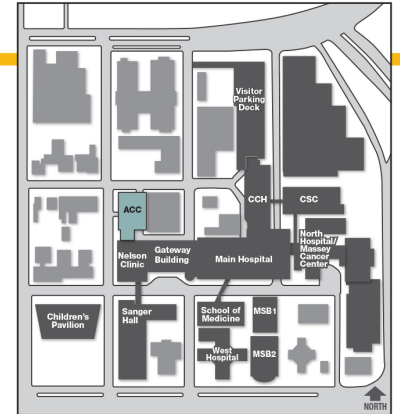 Visitor
Parking
Deck
CCH
CSC
ACC
North
Hospital/
Massey
Cancer
Center
Nelson
Clinic
Gateway
Building
Main Hospital
Children's
Pavilion
Sanger
Hall
School of
Medicine
MSB1
West
Hospital
MSB2
NORTH